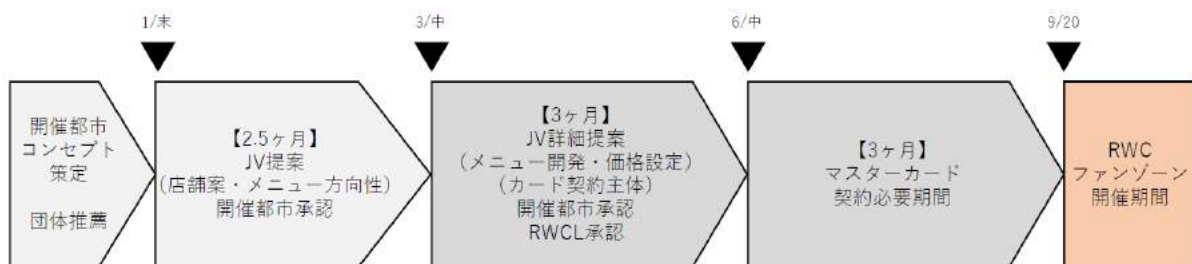 1/末
3/中
6/中
9/20
開催都市
コンセプト
策定
団体推薦
【2.5ヶ月】
JV提案
(店舗案・メニュー方向性)
開催都市承認
【3ヶ月】
JV詳細提案
(メニュー開発・価格設定)
(カード契約主体)
開催都市承認
RWCL承認
【3ヶ月】
マスターカード
契約必要期間
RWC
ファンゾーン
開催期間